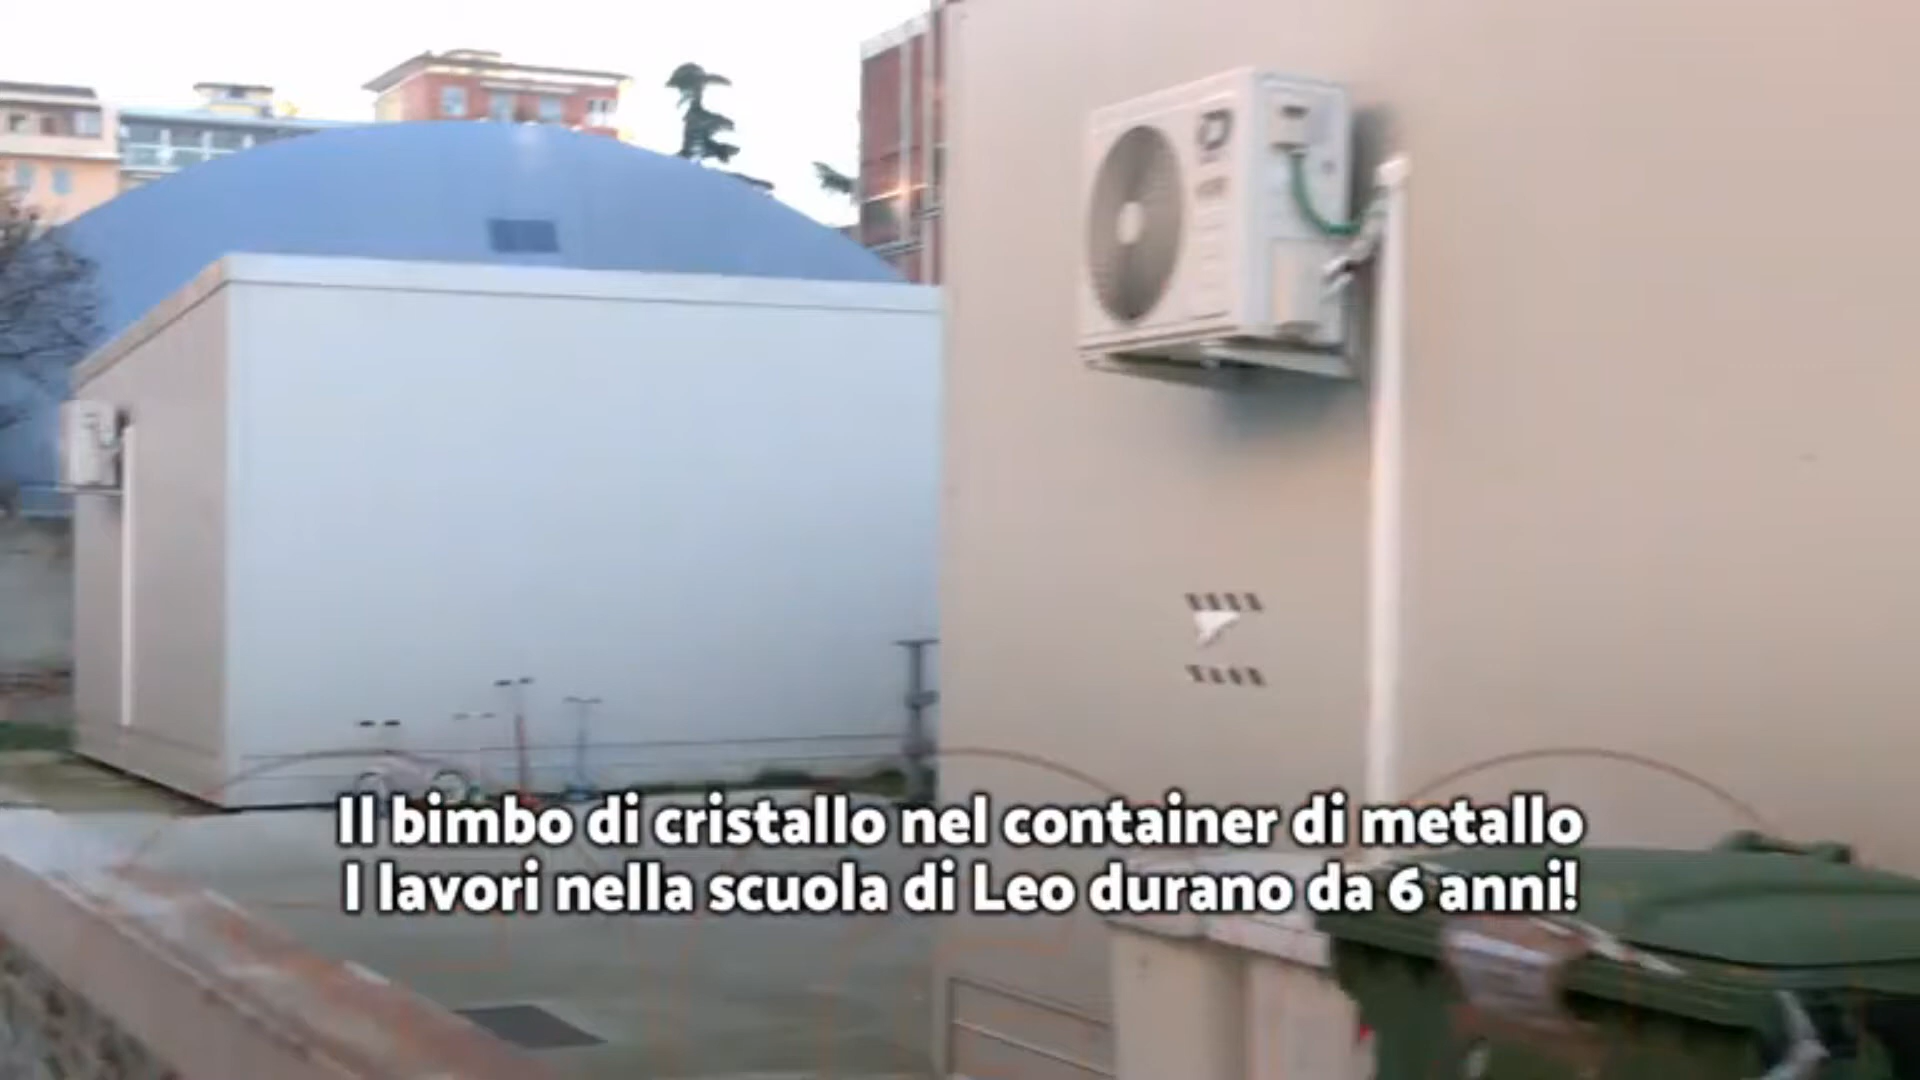 Il bimbo di cristallo nel container di metallo
I lavori nella scuola di Leo durano da 6 anni!